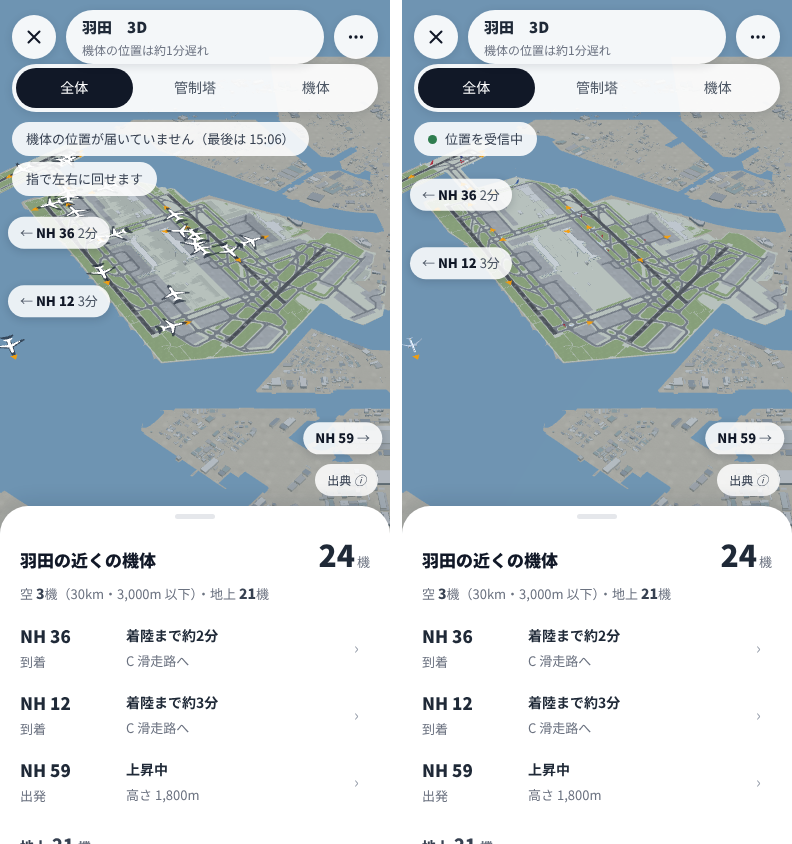 羽田 3D
機体の位置は約1分遅れ
全体 管制塔 機体
機体の位置が届いていません（最後は 15:06）
指で左右に回せます
← NH 36 2分
← NH 12 3分
NH 59 →
出典 ⓘ
羽田の近くの機体 24機
空 3機（30km・3,000m 以下）・地上 21機
NH 36 着陸まで約2分
到着 C 滑走路へ
NH 12 着陸まで約3分
到着 C 滑走路へ
NH 59 上昇中
出発 高さ 1,800m
地上 21 機
羽田 3D
機体の位置は約1分遅れ
全体 管制塔 機体
位置を受信中
← NH 36 2分
← NH 12 3分
NH 59 →
出典 ⓘ
羽田の近くの機体 24機
空 3機（30km・3,000m 以下）・地上 21機
NH 36 着陸まで約2分
到着 C 滑走路へ
NH 12 着陸まで約3分
到着 C 滑走路へ
NH 59 上昇中
出発 高さ 1,800m
地上 21 機